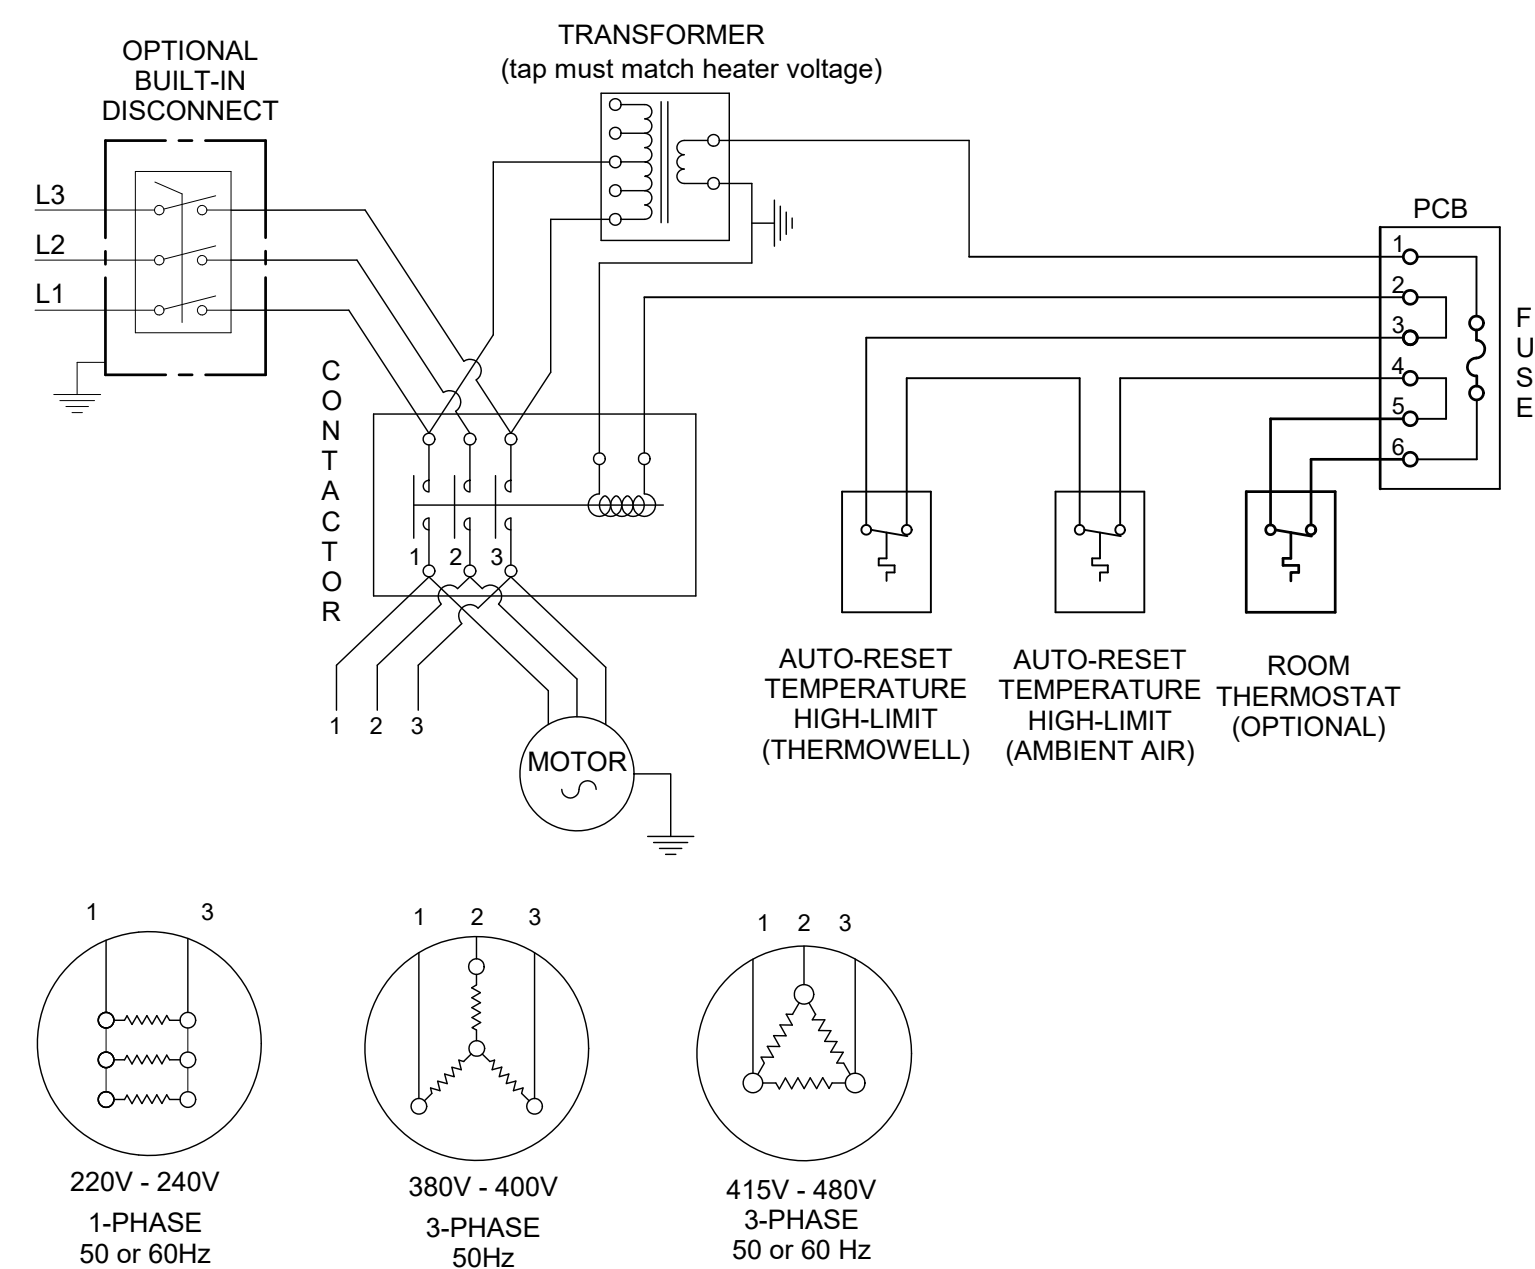 TRANSFORMER
(tap must match heater voltage)
OPTIONAL
BUILT-IN
DISCONNECT
L3
L2
L1
PCB
1
2
3
4
5
6
FUSE
CONTACTOR
1 2 3
1 2 3
MOTOR
AUTO-RESET
TEMPERATURE
HIGH-LIMIT
(THERMOWELL)
AUTO-RESET
TEMPERATURE
HIGH-LIMIT
(AMBIENT AIR)
ROOM
THERMOSTAT
(OPTIONAL)
1 3
220V - 240V
1-PHASE
50 or 60Hz
1 2 3
380V - 400V
3-PHASE
50Hz
1 2 3
415V - 480V
3-PHASE
50 or 60 Hz